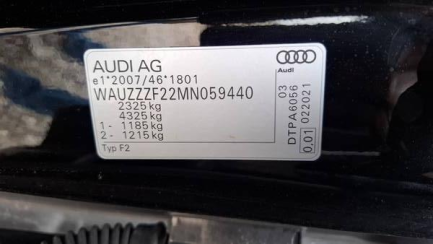 AUDI AG
e1*2007/46*1801
WAUZZZF22MN059440
2325 kg
4325 kg
1- 1185 kg
2- 1215 kg
Typ F2
Audi
03
DTPA6056
0.01 022021